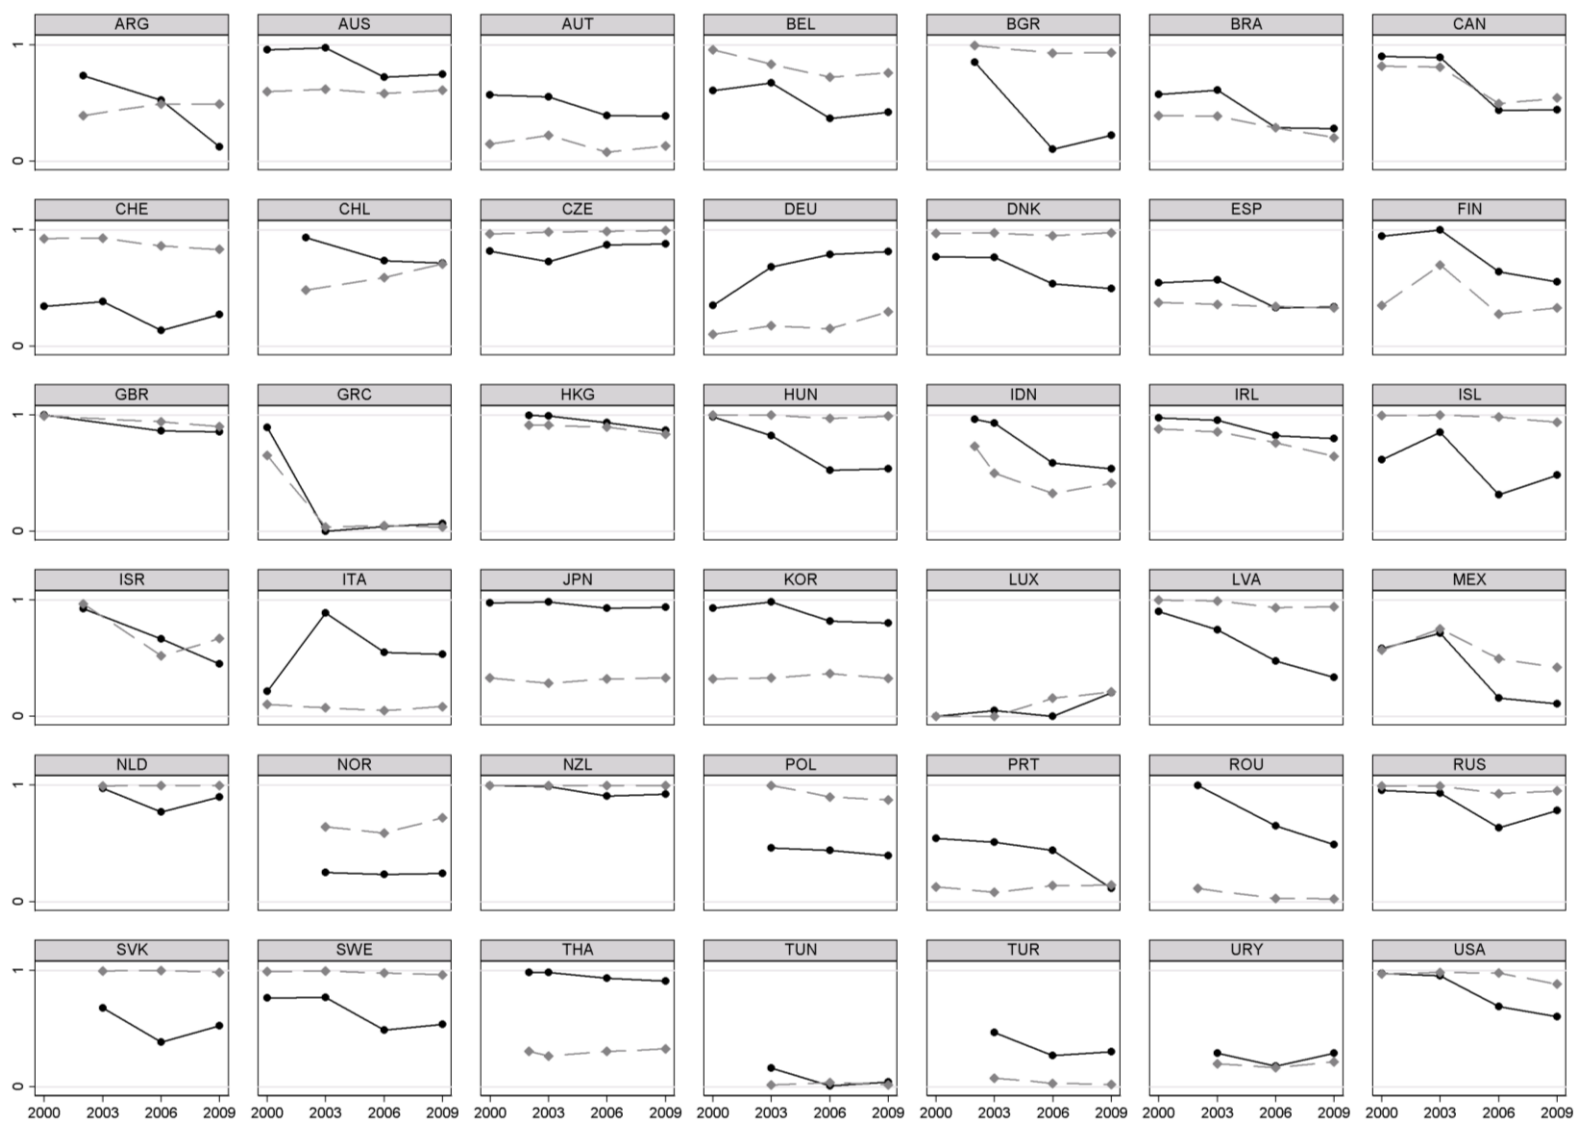 ARG AUS AUT BEL BGR BRA CAN
1
0
CHE CHL CZE DEU DNK ESP FIN
1
0
GBR GRC HKG HUN IDN IRL ISL
1
0
ISR ITA JPN KOR LUX LVA MEX
1
0
NLD NOR NZL POL PRT ROU RUS
1
0
SVK SWE THA TUN TUR URY USA
1
0
2000 2003 2006 2009 2000 2003 2006 2009 2000 2003 2006 2009 2000 2003 2006 2009 2000 2003 2006 2009 2000 2003 2006 2009 2000 2003 2006 2009